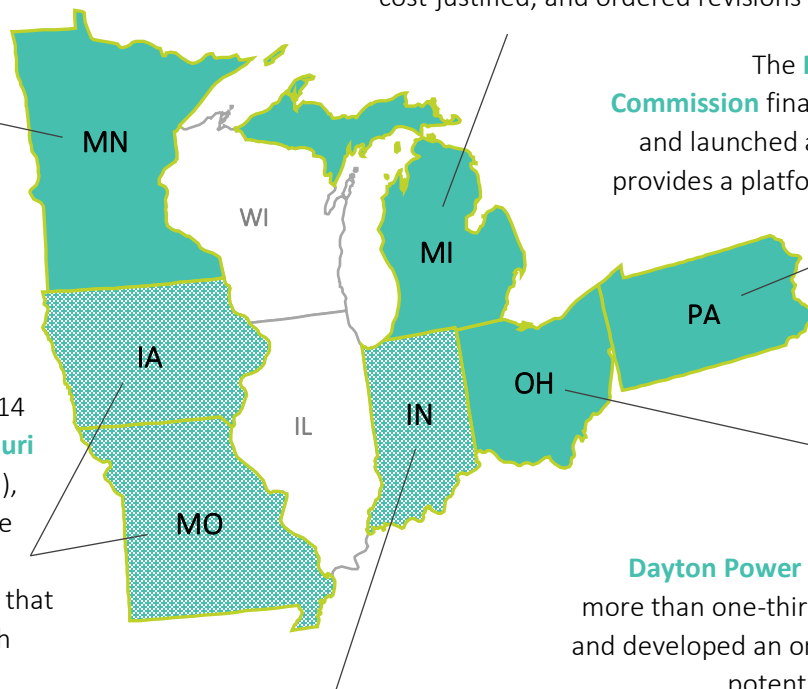 cost-justified, and ordered revisions
The
Commission fina
and launched a
provides a platfo
MN
WI
MI
PA
IA
OH
IN
IL
14
uri
),
e
MO
that
h
Dayton Power
more than one-thir
and developed an o
potent